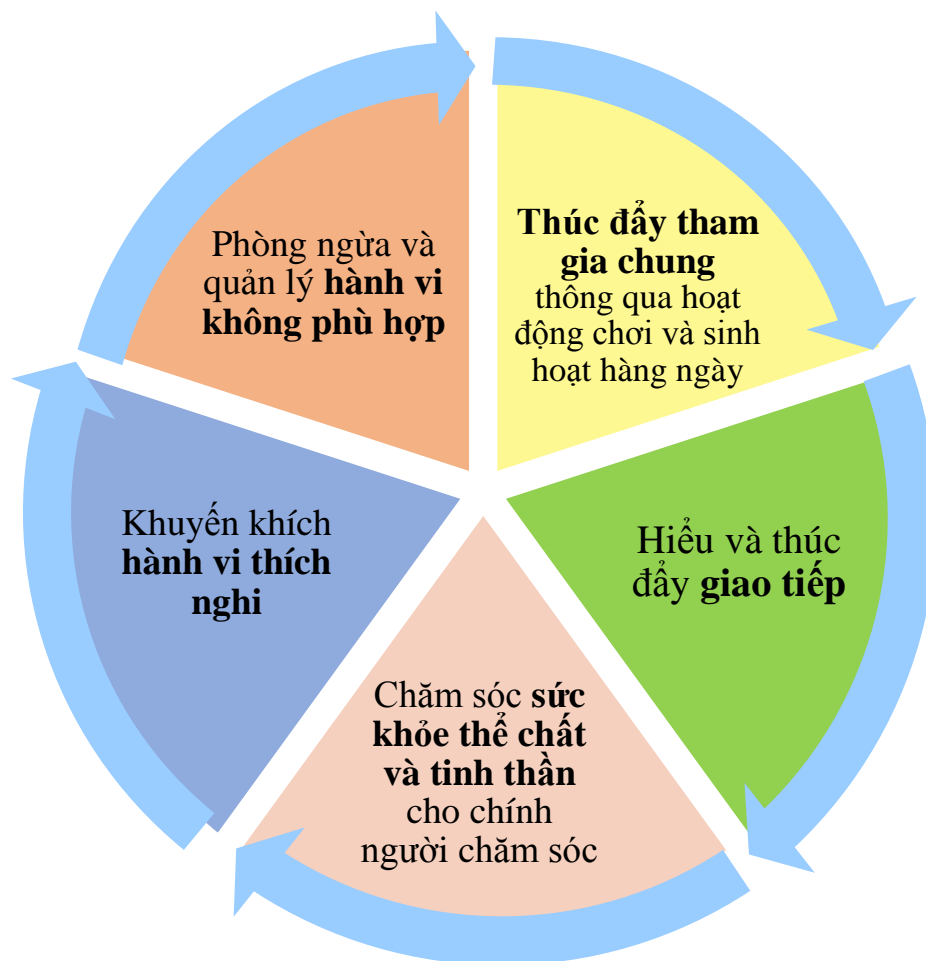 Thúc đẩy tham
gia chung
thông qua hoạt
động chơi và sinh
hoạt hàng ngày
Hiểu và thúc
đẩy giao tiếp
Chăm sóc sức
khỏe thể chất
và tinh thần
cho chính
người chăm sóc
Khuyến khích
hành vi thích
nghi
Phòng ngừa và
quản lý hành vi
không phù hợp